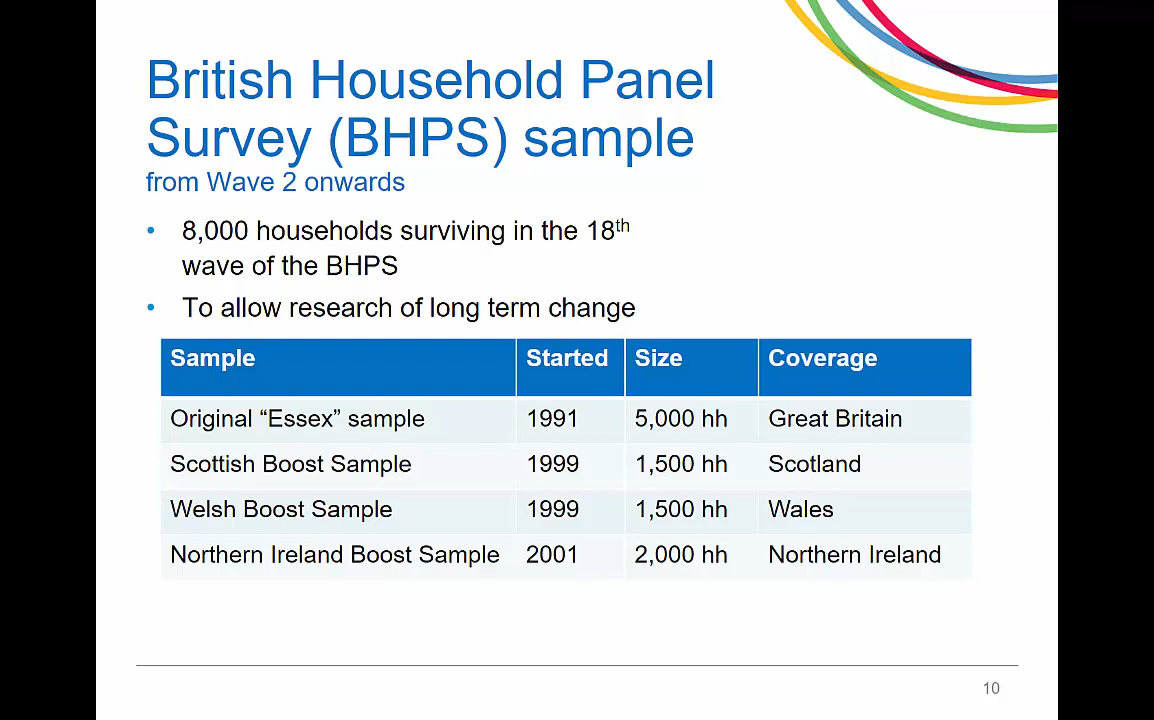 British Household Panel
Survey (BHPS) sample
from Wave 2 onwards
• 8,000 households surviving in the 18th
wave of the BHPS
• To allow research of long term change
Sample Started Size Coverage
Original “Essex” sample 1991 5,000 hh Great Britain
Scottish Boost Sample 1999 1,500 hh Scotland
Welsh Boost Sample 1999 1,500 hh Wales
Northern Ireland Boost Sample 2001 2,000 hh Northern Ireland
10